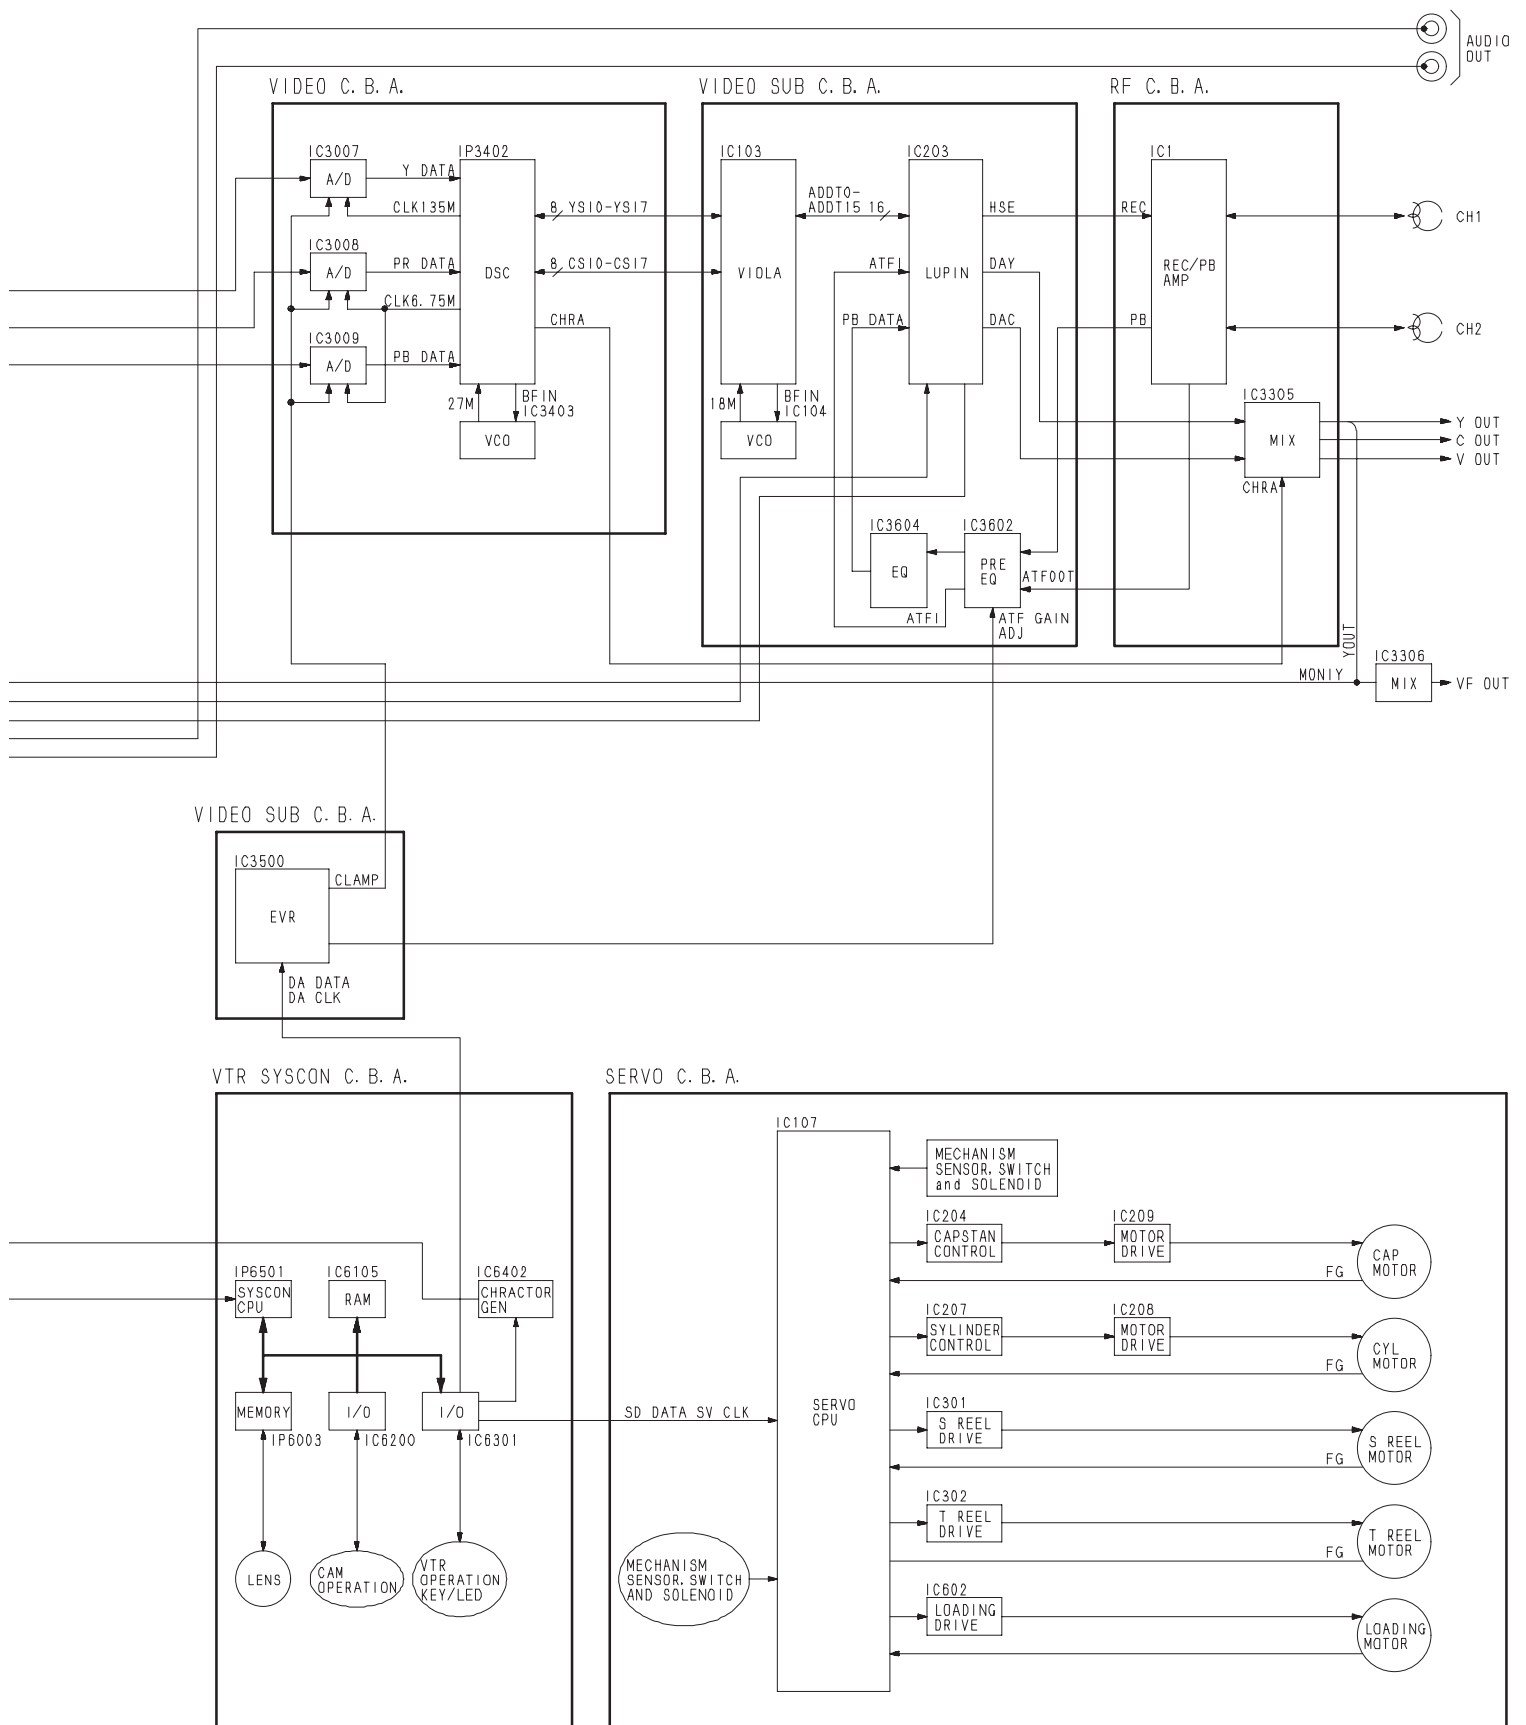 AUDIO
OUT
VIDEO C. B. A.
VIDEO SUB C. B. A.
RF C. B. A.
IC3007
A/D
Y DATA
CLK135M
IP3402
DSC
8 YSI0-YSI7
IC3008
A/D
PR DATA
8 CSI0-CSI7
CLK6. 75M
CHRA
IC3009
A/D
PB DATA
27M
BFIN
IC3403
VCO
IC103
VIOLA
ADDT0-
ADDT15 16
18M
BFIN
IC104
VCO
IC203
LUPIN
HSE
ATFI
DAY
PB DATA
DAC
IC3604
EQ
IC3602
PRE
EQ
ATFI
ATFOOT
ATF GAIN
ADJ
IC1
REC
REC/PB
AMP
PB
CH1
CH2
IC3305
MIX
CHRA
Y OUT
C OUT
V OUT
YOUT
MONIY
IC3306
MIX
VF OUT
VIDEO SUB C. B. A.
IC3500
EVR
CLAMP
DA DATA
DA CLK
VTR SYSCON C. B. A.
IP6501
SYSCON
CPU
IC6105
RAM
IC6402
CHRACTOR
GEN
MEMORY
IP6003
I/O
IC6200
I/O
IC6301
LENS
CAM
OPERATION
VTR
OPERATION
KEY/LED
SERVO C. B. A.
IC107
SERVO
CPU
SD DATA SV CLK
MECHANISM
SENSOR. SWITCH
AND SOLENOID
MECHANISM
SENSOR. SWITCH
and SOLENOID
IC204
CAPSTAN
CONTROL
IC209
MOTOR
DRIVE
CAP
MOTOR
FG
IC207
SYLINDER
CONTROL
IC208
MOTOR
DRIVE
CYL
MOTOR
FG
IC301
S REEL
DRIVE
S REEL
MOTOR
FG
IC302
T REEL
DRIVE
T REEL
MOTOR
FG
IC602
LOADING
DRIVE
LOADING
MOTOR